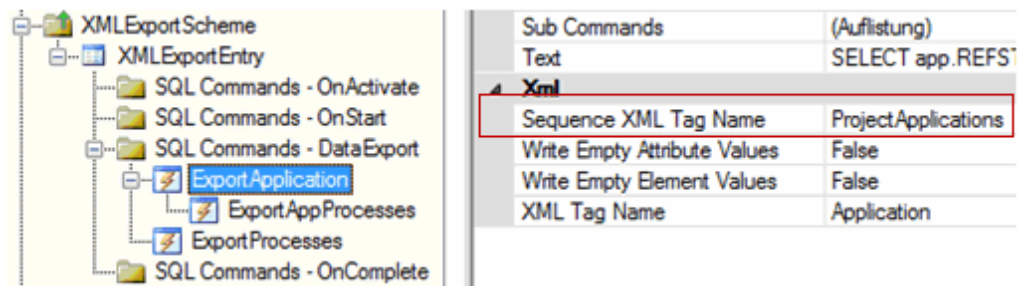 XMLExportScheme
XMLExportEntry
SQL Commands - OnActivate
SQL Commands - OnStart
SQL Commands - DataExport
ExportApplication
ExportAppProcesses
ExportProcesses
SQL Commands - OnComplete
Sub Commands (Auflistung)
Text SELECT app.REFST
Xml
Sequence XML Tag Name ProjectApplications
Write Empty Attribute Values False
Write Empty Element Values False
XML Tag Name Application